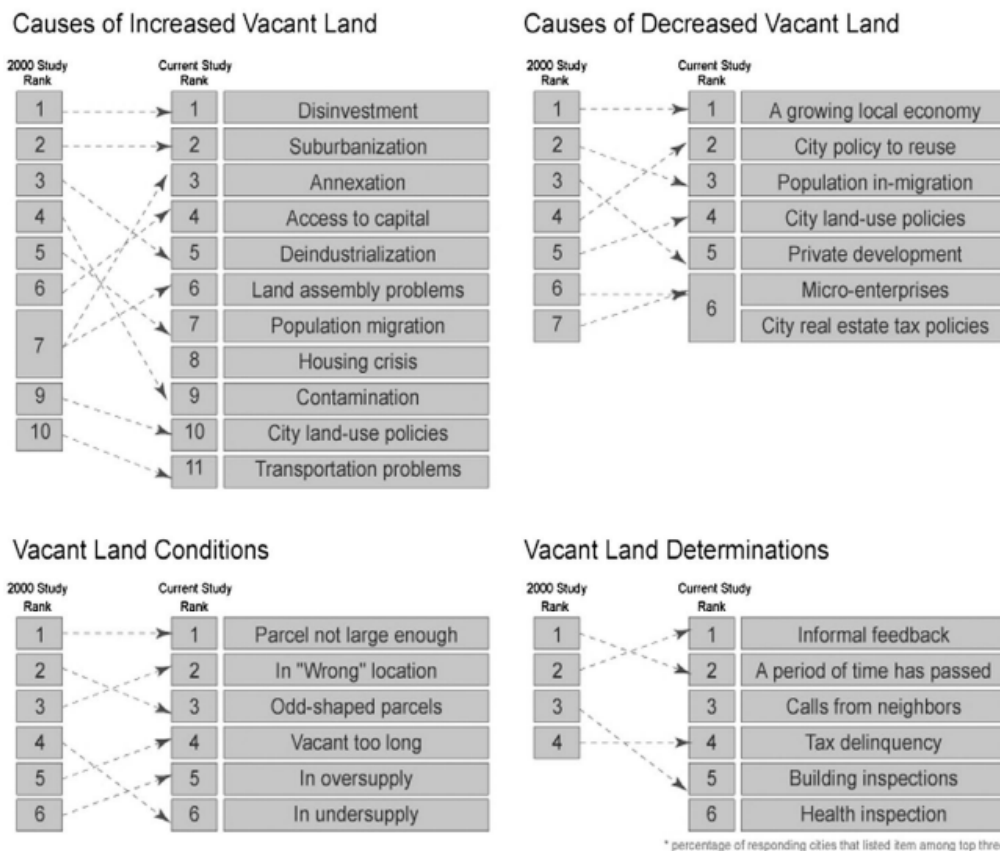 Causes of Increased Vacant Land
2000 Study Rank
Current Study Rank
1 1 Disinvestment
2 2 Suburbanization
3 3 Annexation
4 4 Access to capital
5 5 Deindustrialization
6 6 Land assembly problems
7 7 Population migration
8 Housing crisis
9 9 Contamination
10 10 City land-use policies
11 Transportation problems
Causes of Decreased Vacant Land
2000 Study Rank
Current Study Rank
1 1 A growing local economy
2 2 City policy to reuse
3 3 Population in-migration
4 4 City land-use policies
5 5 Private development
6 6 Micro-enterprises
7 City real estate tax policies
Vacant Land Conditions
2000 Study Rank
Current Study Rank
1 1 Parcel not large enough
2 2 In "Wrong" location
3 3 Odd-shaped parcels
4 4 Vacant too long
5 5 In oversupply
6 6 In undersupply
Vacant Land Determinations
2000 Study Rank
Current Study Rank
1 1 Informal feedback
2 2 A period of time has passed
3 3 Calls from neighbors
4 4 Tax delinquency
5 Building inspections
6 Health inspection
* percentage of responding cities that listed item among top three